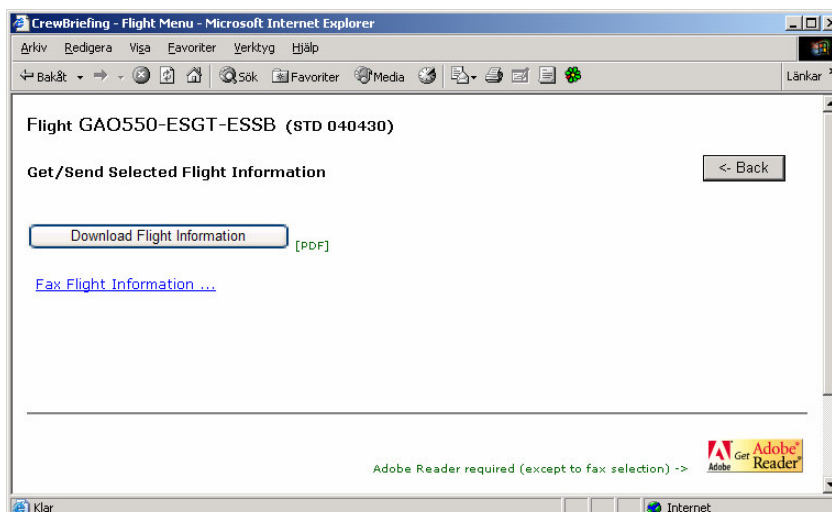 CrewBriefing - Flight Menu - Microsoft Internet Explorer
Arkiv Redigera Visa Favoriter Verktyg Hjälp
Bakåt Sök Favoriter Media Länkar
Flight GAO550-ESGT-ESSB (STD 040430)
Get/Send Selected Flight Information
<- Back
Download Flight Information [PDF]
Fax Flight Information ...
Adobe Reader required (except to fax selection) ->
Adobe Get Adobe® Reader®
Klar Internet